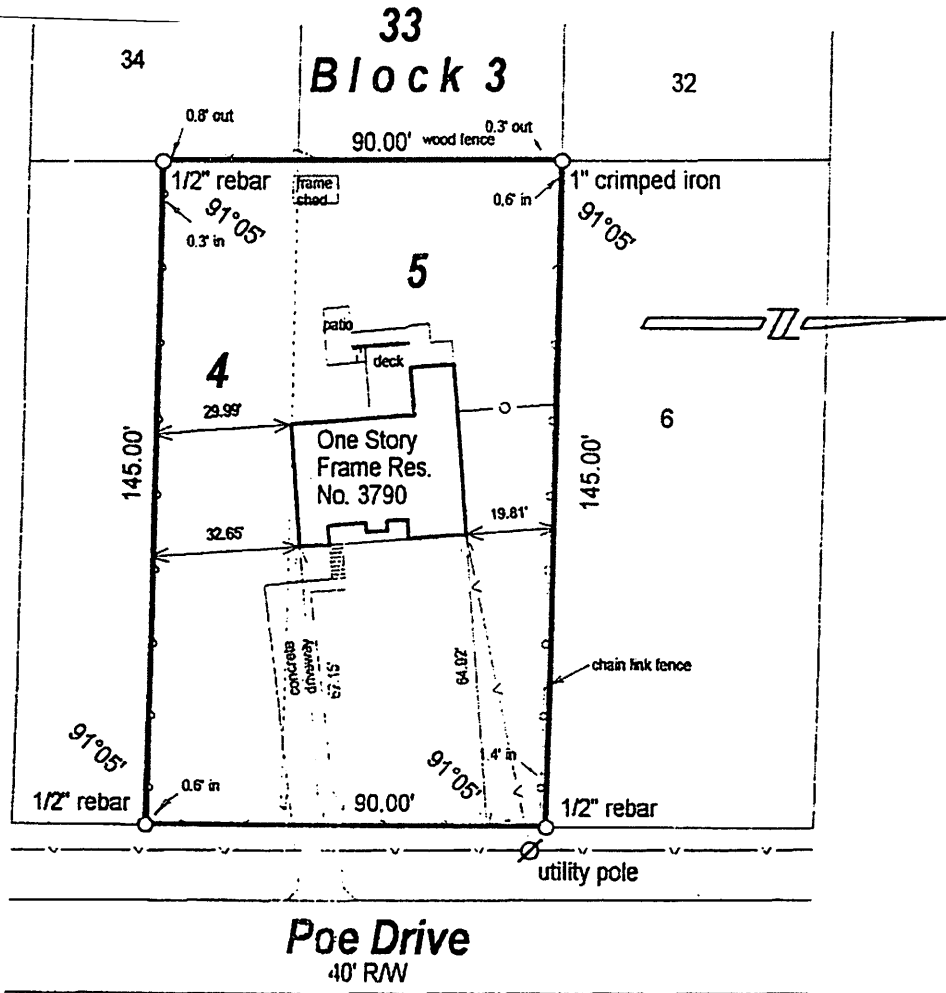 33
34
Block 3
32
0.8' out
0.3' out
90.00' wood fence
1/2" rebar
1" crimped iron
frame
shed
0.6' in
91°05'
91°05'
0.3' in
5
patio
deck
4
29.99'
6
One Story
Frame Res.
No. 3790
145.00'
145.00'
19.81'
32.65'
concrete
driveway
67.15'
64.02'
chain link fence
91°05'
91°05'
1.4' in
0.6' in
1/2" rebar
90.00'
1/2" rebar
utility pole
Poe Drive
40' R/W